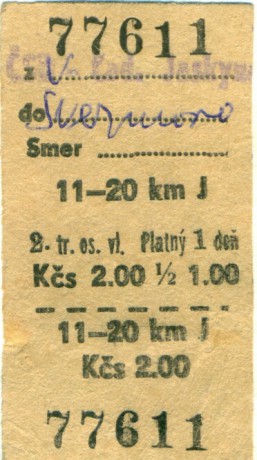 77611
z
do
Smer
11-20 km J
2. tr. os. vl. Platný 1 deň
Kčs 2.00 ½ 1.00
11-20 km J
Kčs 2.00
77611